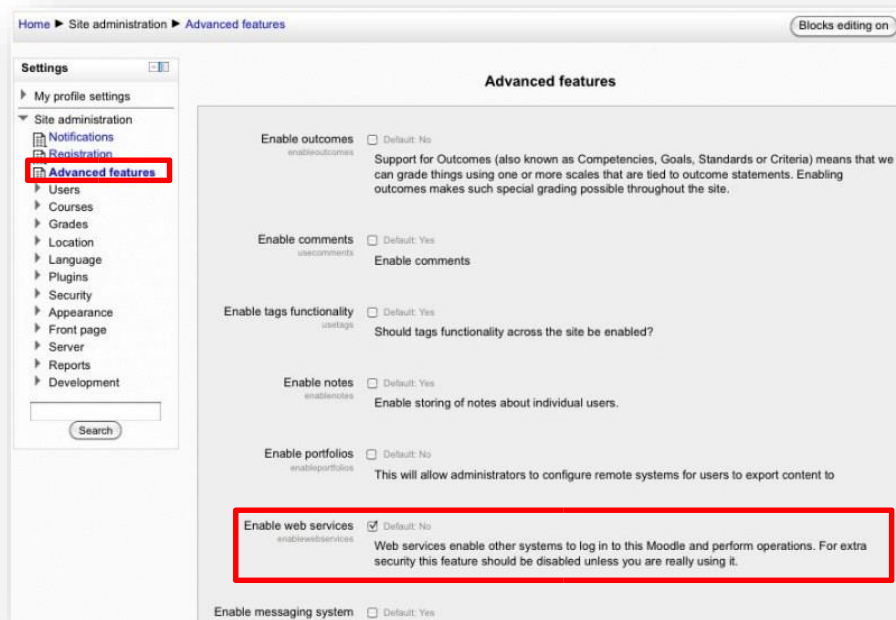 Home ► Site administration ► Advanced features
Blocks editing on
Settings
My profile settings
Site administration
Notifications
Registration
Advanced features
Users
Courses
Grades
Location
Language
Plugins
Security
Appearance
Front page
Server
Reports
Development
Search
Advanced features
Enable outcomes Default: No
enableoutcomes
Support for Outcomes (also known as Competencies, Goals, Standards or Criteria) means that we
can grade things using one or more scales that are tied to outcome statements. Enabling
outcomes makes such special grading possible throughout the site.
Enable comments Default: Yes
usecomments
Enable comments
Enable tags functionality Default: Yes
usetags
Should tags functionality across the site be enabled?
Enable notes Default: Yes
enablenotes
Enable storing of notes about individual users.
Enable portfolios Default: No
enableportfolios
This will allow administrators to configure remote systems for users to export content to
Enable web services Default: No
enablewebservices
Web services enable other systems to log in to this Moodle and perform operations. For extra
security this feature should be disabled unless you are really using it.
Enable messaging system Default: Yes